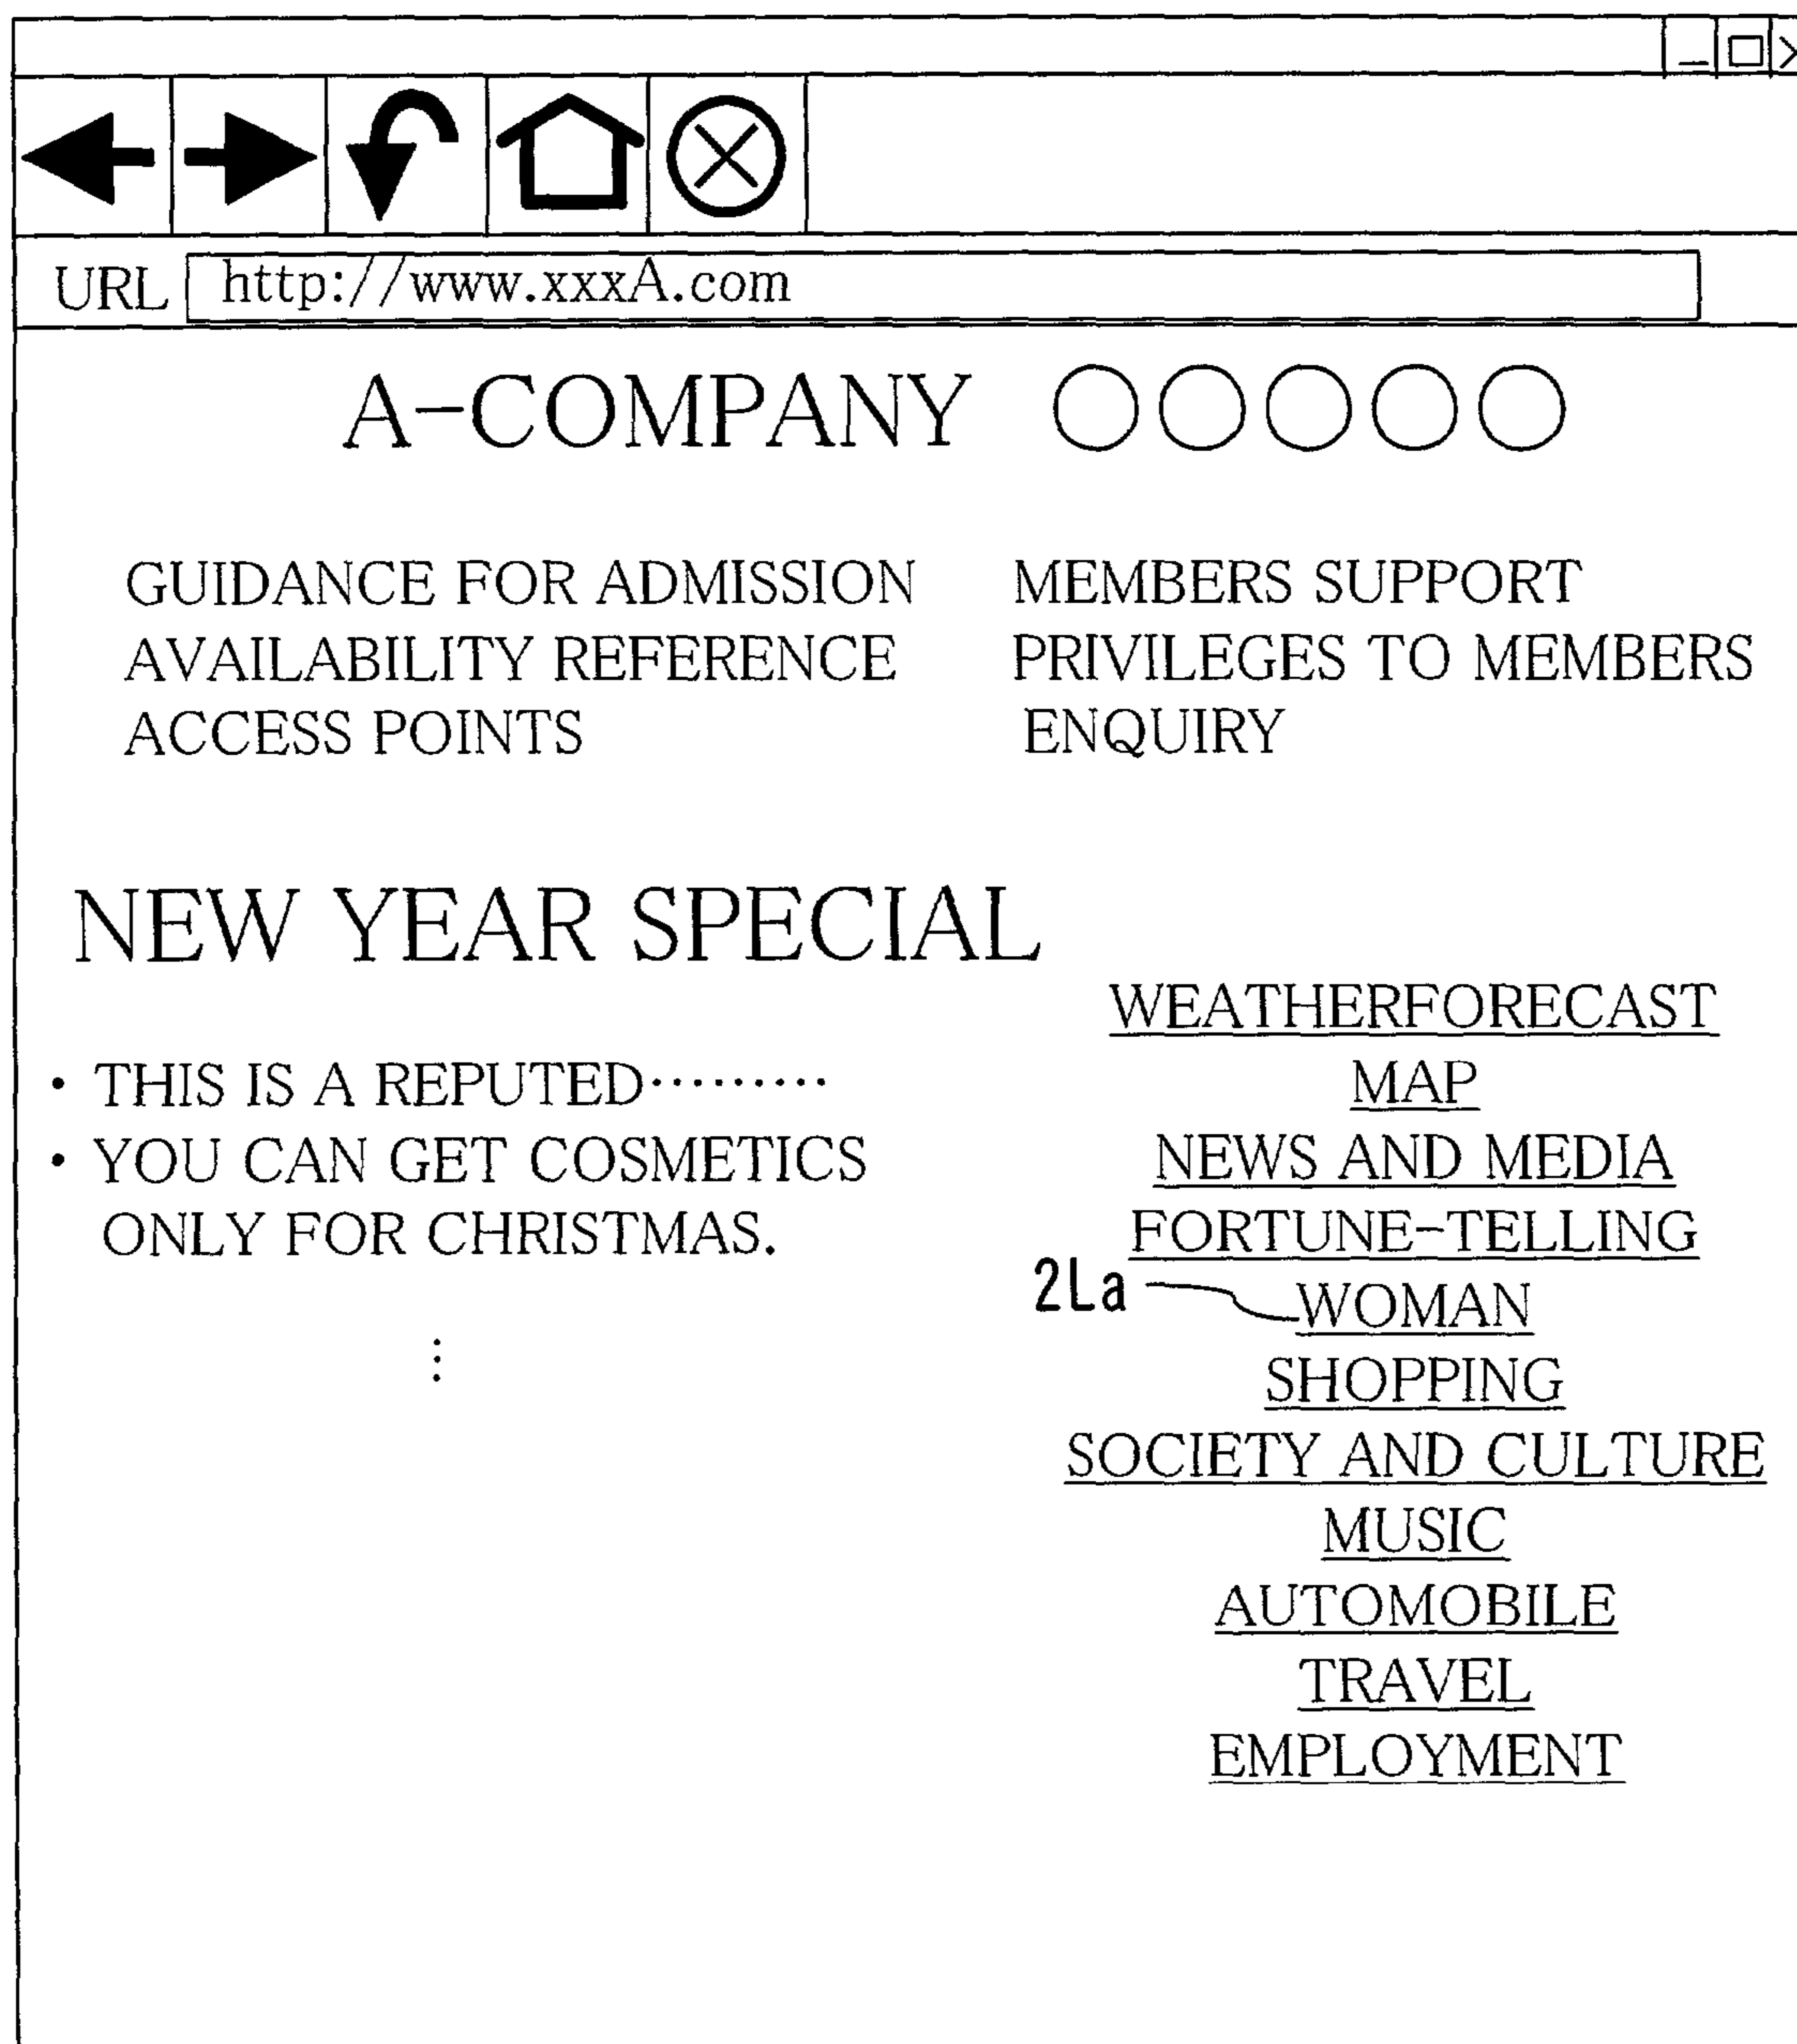 URL http://www.xxxA.com
A-COMPANY ○○○○○
GUIDANCE FOR ADMISSION MEMBERS SUPPORT
AVAILABILITY REFERENCE PRIVILEGES TO MEMBERS
ACCESS POINTS ENQUIRY
NEW YEAR SPECIAL
• THIS IS A REPUTED·········
• YOU CAN GET COSMETICS
ONLY FOR CHRISTMAS.
⋮
WEATHERFORECAST
MAP
NEWS AND MEDIA
FORTUNE-TELLING
2La WOMAN
SHOPPING
SOCIETY AND CULTURE
MUSIC
AUTOMOBILE
TRAVEL
EMPLOYMENT